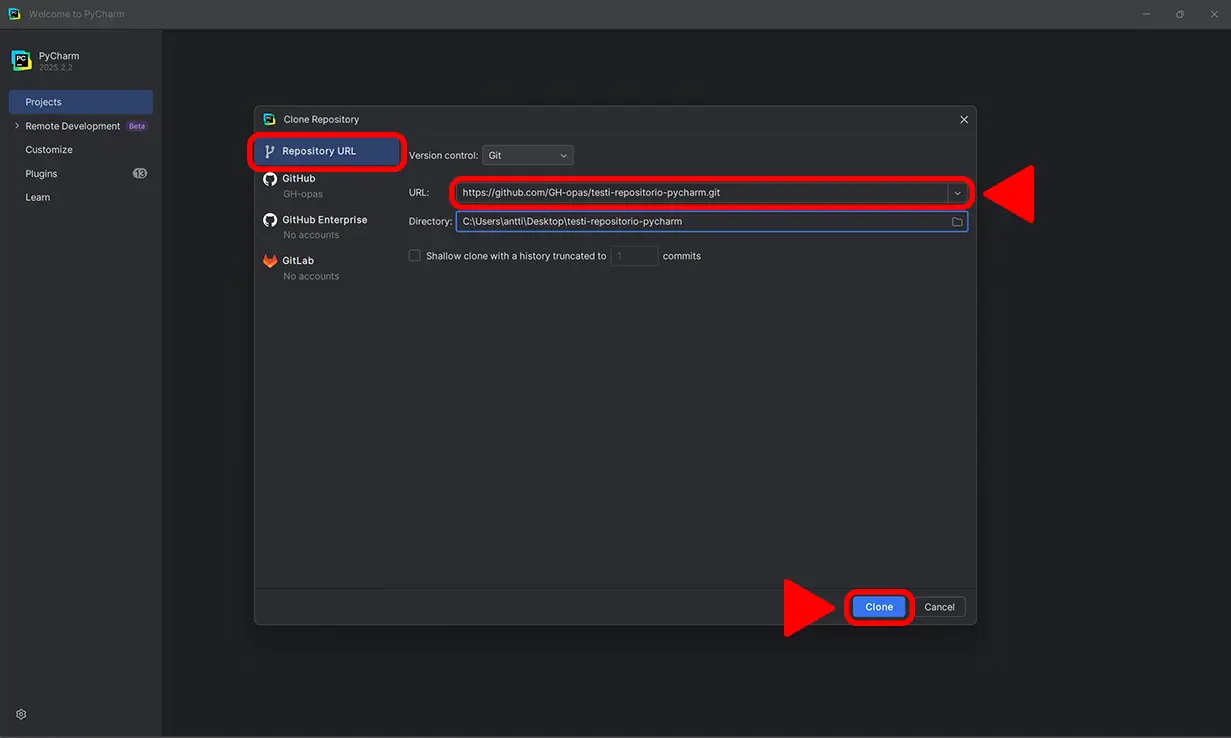 Welcome to PyCharm
PyCharm
2025.2.2
Projects
Remote Development Beta
Customize
Plugins 13
Learn
Clone Repository
Repository URL
GitHub
GH-opas
GitHub Enterprise
No accounts
GitLab
No accounts
Version control: Git
URL: https://github.com/GH-opas/testi-repositorio-pycharm.git
Directory: C:\Users\antti\Desktop\testi-repositorio-pycharm
Shallow clone with a history truncated to 1 commits
Clone Cancel